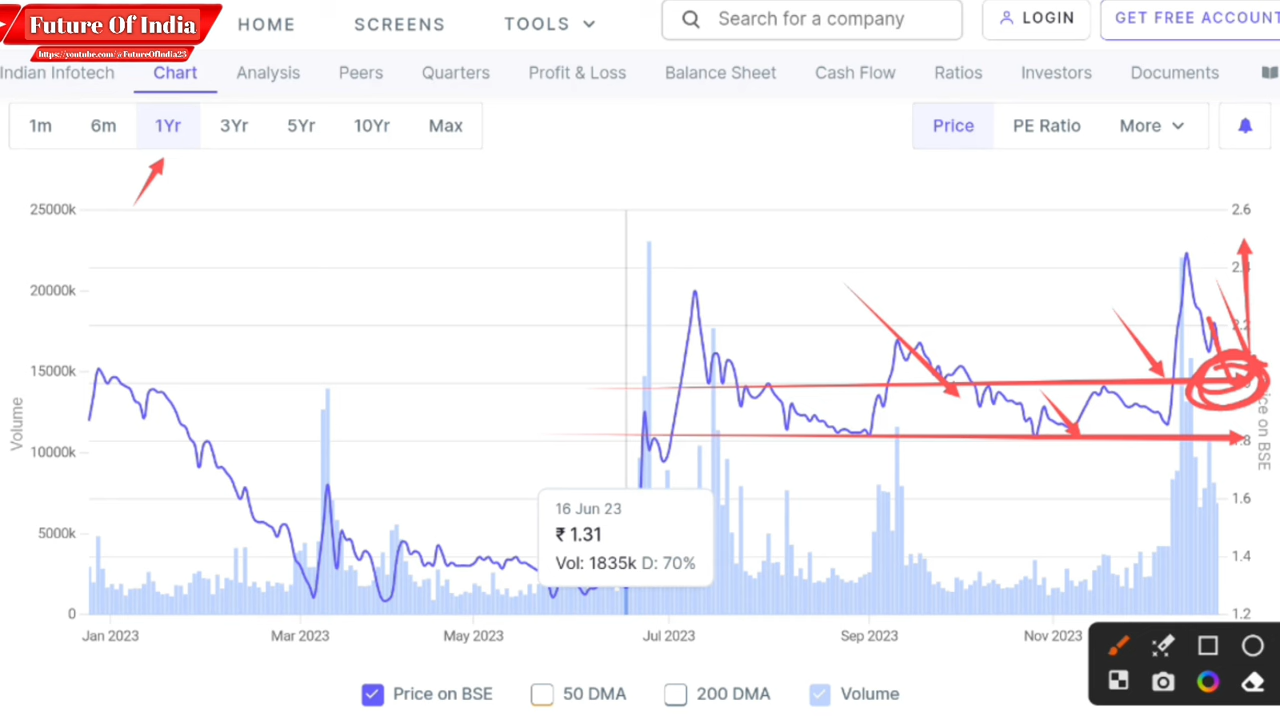 Future Of India
https://youtube.com/@FutureOfIndia23
HOME SCREENS TOOLS
Search for a company
LOGIN
GET FREE ACCOUNT
Indian Infotech Chart Analysis Peers Quarters Profit & Loss Balance Sheet Cash Flow Ratios Investors Documents
1m 6m 1Yr 3Yr 5Yr 10Yr Max
Price PE Ratio More
25000k
20000k
15000k
10000k
5000k
0
Volume
2.6
2.2
1.8
1.6
1.4
1.2
ice on BSE
16 Jun 23
₹ 1.31
Vol: 1835k D: 70%
Jan 2023 Mar 2023 May 2023 Jul 2023 Sep 2023 Nov 2023
Price on BSE 50 DMA 200 DMA Volume